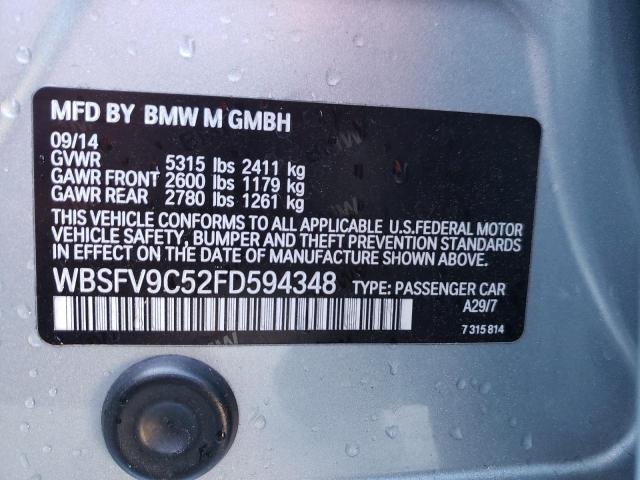 MFD BY BMW M GMBH
09/14
GVWR 5315 lbs 2411 kg
GAWR FRONT 2600 lbs 1179 kg
GAWR REAR 2780 lbs 1261 kg
THIS VEHICLE CONFORMS TO ALL APPLICABLE U.S.FEDERAL MOTOR
VEHICLE SAFETY, BUMPER AND THEFT PREVENTION STANDARDS
IN EFFECT ON THE DATE OF MANUFACTURE SHOWN ABOVE.
WBSFV9C52FD594348 TYPE: PASSENGER CAR
A29/7
7 315 814